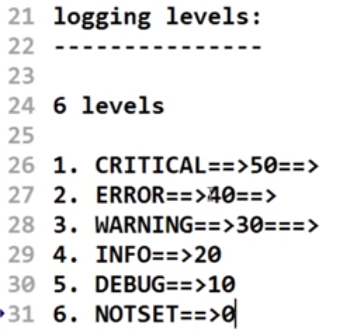 21 logging levels:
22 ---------------
23
24 6 levels
25
26 1. CRITICAL==>50==>
27 2. ERROR==>40==>
28 3. WARNING==>30===>
29 4. INFO==>20
30 5. DEBUG==>10
31 6. NOTSET==>0